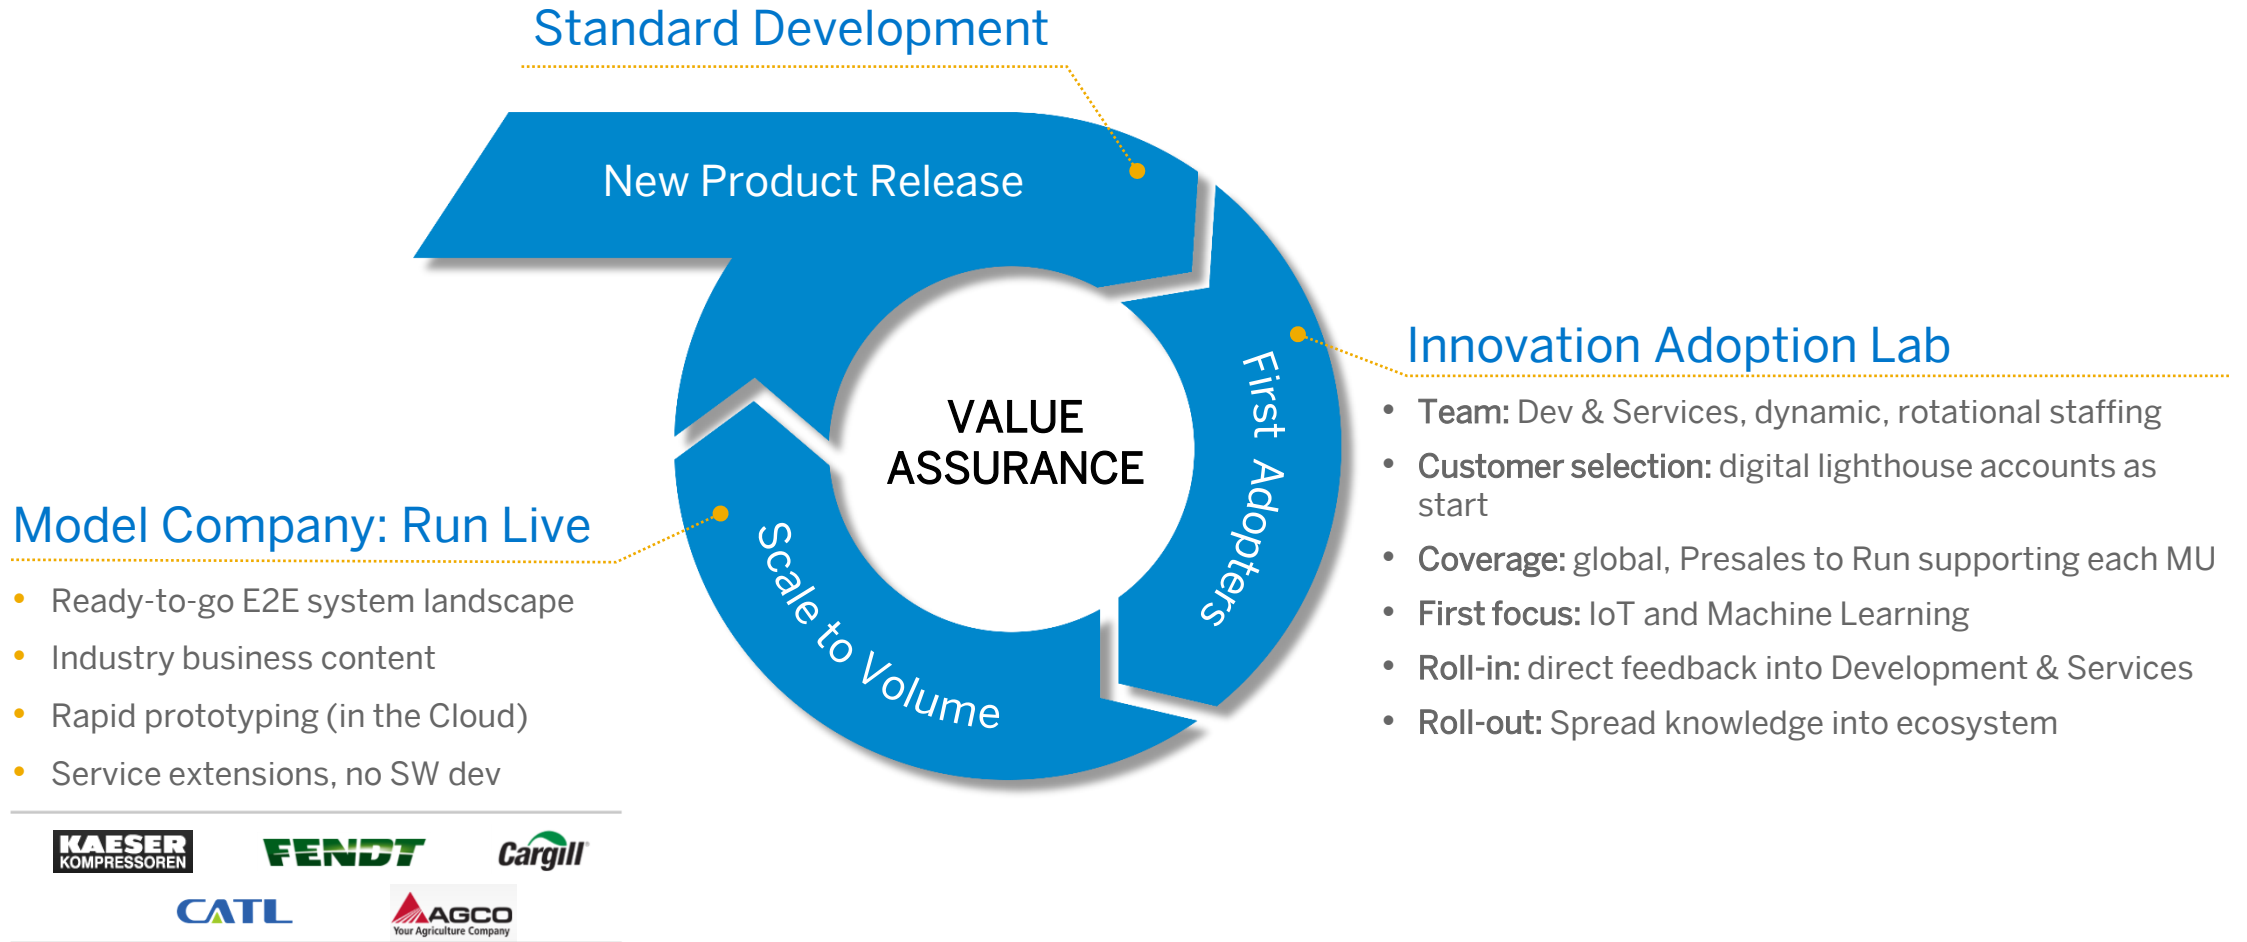 Standard Development
New Product Release
First Adopters
Scale to Volume
VALUE
ASSURANCE
Innovation Adoption Lab
• Team: Dev & Services, dynamic, rotational staffing
• Customer selection: digital lighthouse accounts as
start
• Coverage: global, Presales to Run supporting each MU
• First focus: IoT and Machine Learning
• Roll-in: direct feedback into Development & Services
• Roll-out: Spread knowledge into ecosystem
Model Company: Run Live
• Ready-to-go E2E system landscape
• Industry business content
• Rapid prototyping (in the Cloud)
• Service extensions, no SW dev
KAESER
KOMPRESSOREN
FENDT
Cargill
CATL
AGCO
Your Agriculture Company